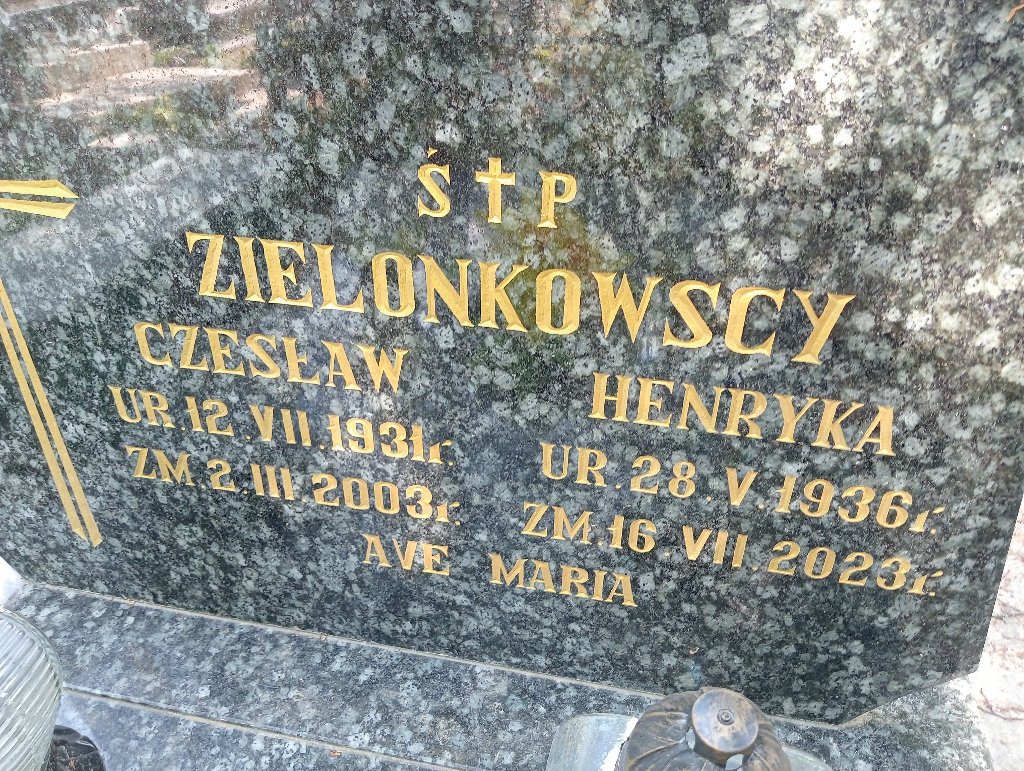 Ś✝P
ZIELONKOWSCY
CZESŁAW
UR.12.VII.1931r.
ZM.2.III.2003r.
HENRYKA
UR.28.V.1936r.
ZM.16.VII.2023r.
AVE MARIA